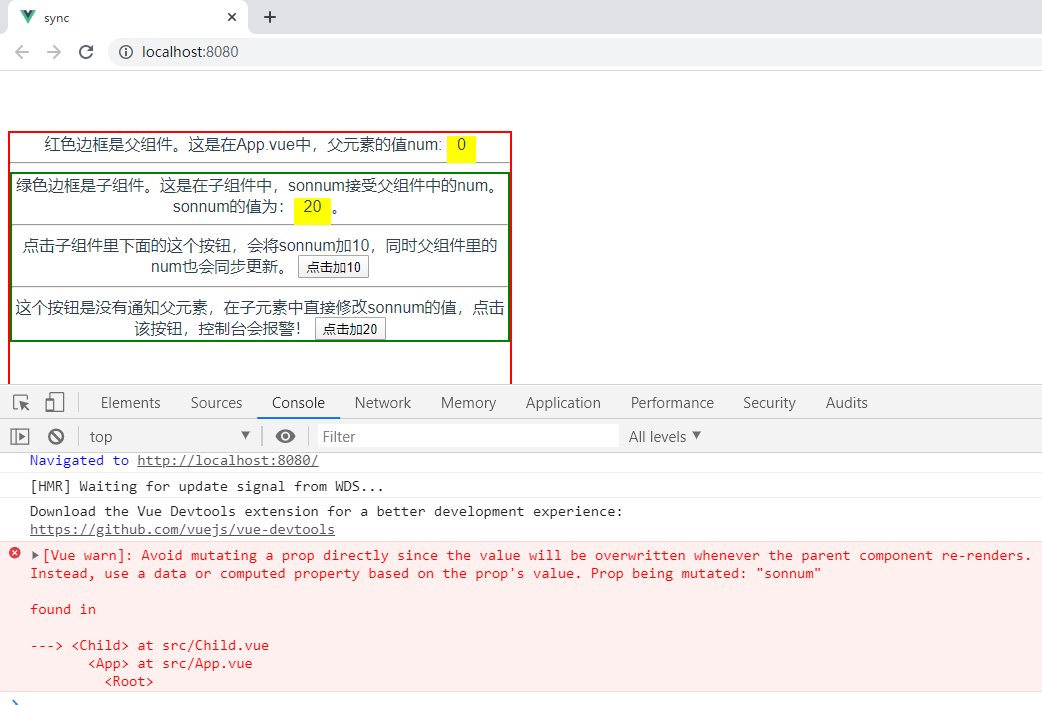 sync
localhost:8080
红色边框是父组件。这是在App.vue中，父元素的值num: 0
绿色边框是子组件。这是在子组件中，sonnum接受父组件中的num。
sonnum的值为： 20 。
点击子组件里下面的这个按钮，会将sonnum加10，同时父组件里的
num也会同步更新。 点击加10
这个按钮是没有通知父元素，在子元素中直接修改sonnum的值，点击
该按钮，控制台会报警！ 点击加20
Elements Sources Console Network Memory Application Performance Security Audits
top Filter All levels
Navigated to http://localhost:8080/
[HMR] Waiting for update signal from WDS...
Download the Vue Devtools extension for a better development experience:
https://github.com/vuejs/vue-devtools
[Vue warn]: Avoid mutating a prop directly since the value will be overwritten whenever the parent component re-renders.
Instead, use a data or computed property based on the prop's value. Prop being mutated: "sonnum"
found in
---> <Child> at src/Child.vue
<App> at src/App.vue
<Root>